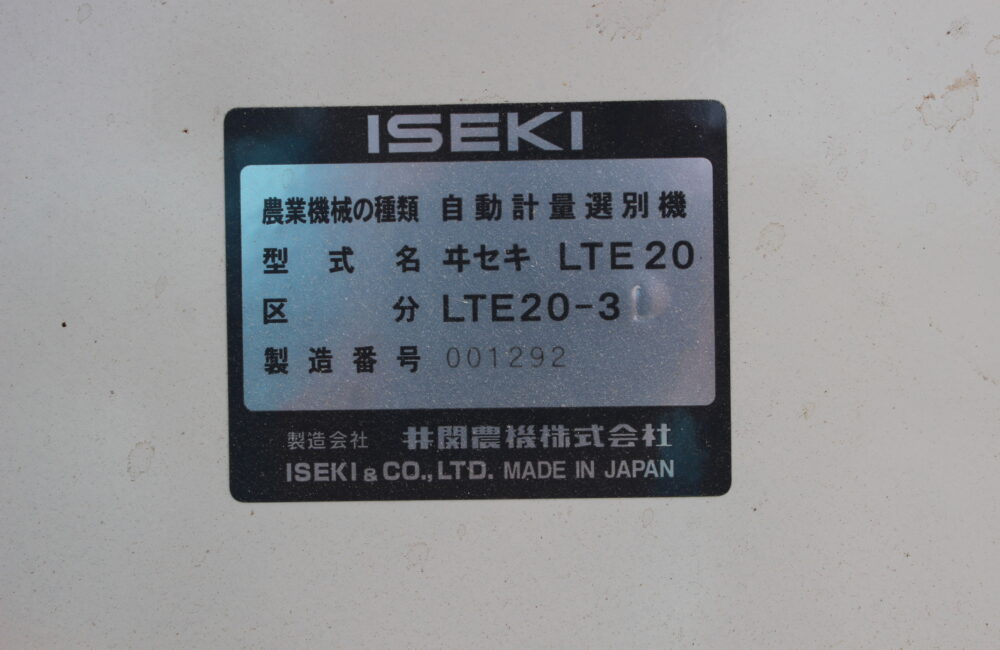 ISEKI
農業機械の種類 自動計量選別機
型式名 ヰセキ LTE20
区分 LTE20-3
製造番号 001292
製造会社 井関農機株式会社
ISEKI & CO., LTD. MADE IN JAPAN